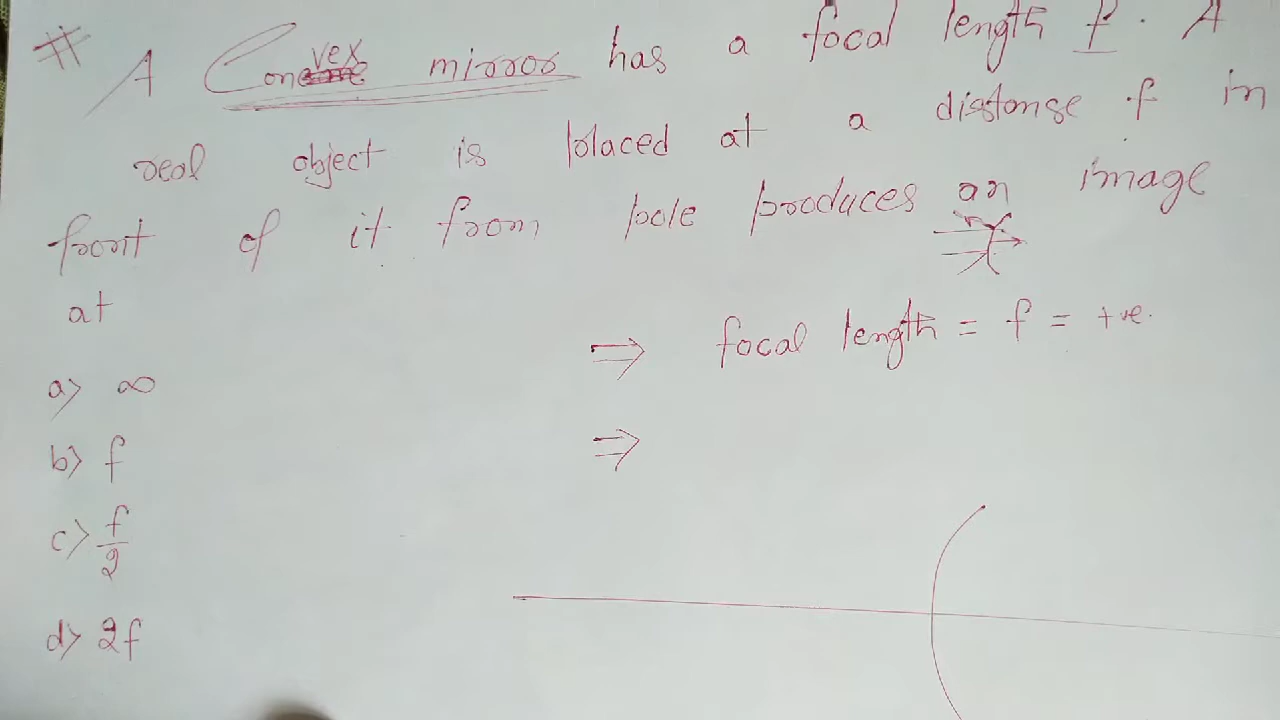 # A Convex mirror has a focal length f. A
real object is placed at a distanse f in
front of it from pole produces an image
at
⇒ focal length = f = +ve.
a) ∞
⇒
b) f
c) f/2
d) 2f